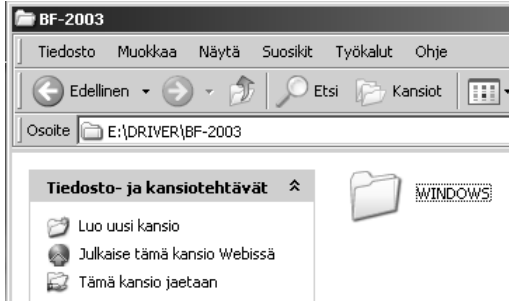 BF-2003
Tiedosto Muokkaa Näytä Suosikit Työkalut Ohje
Edellinen Etsi Kansiot
Osoite E:\DRIVER\BF-2003
Tiedosto- ja kansiotehtävät
WINDOWS
Luo uusi kansio
Julkaise tämä kansio Webissä
Tämä kansio jaetaan